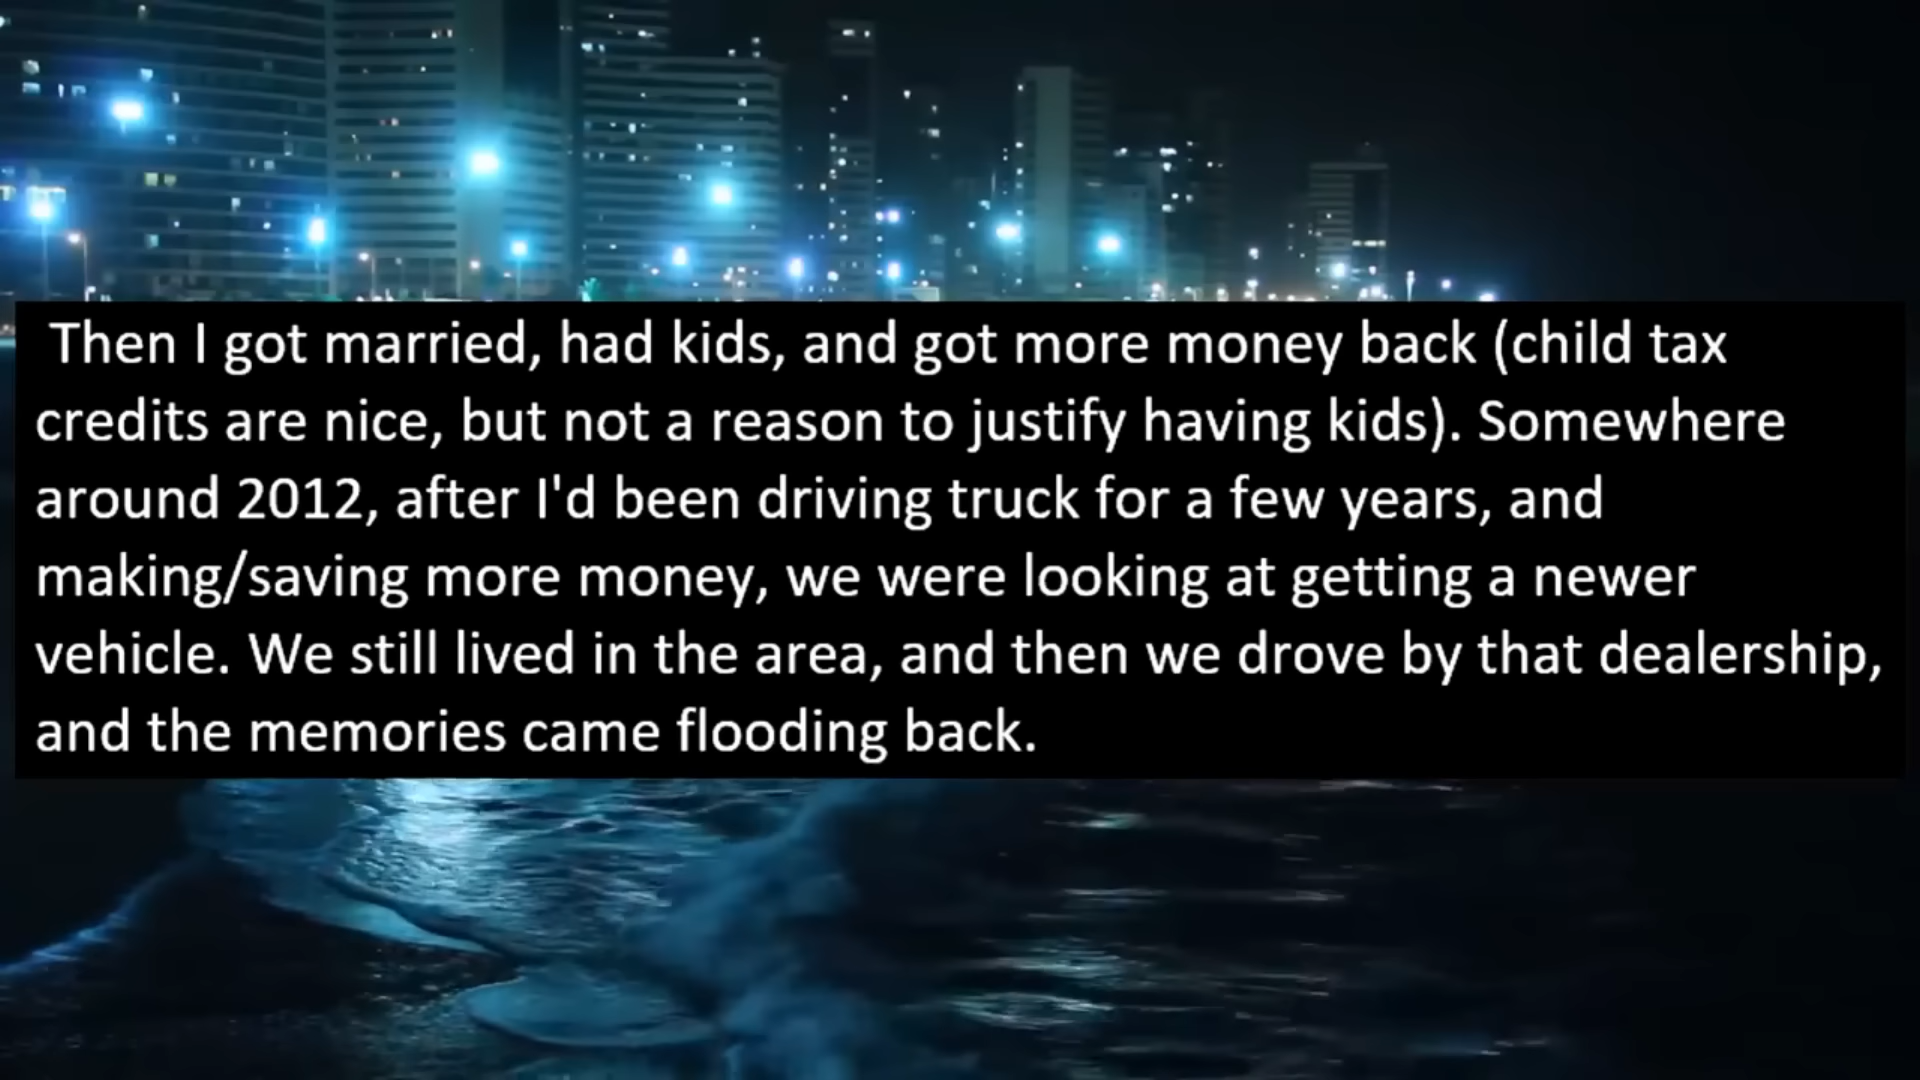 Then I got married, had kids, and got more money back (child tax
credits are nice, but not a reason to justify having kids). Somewhere
around 2012, after I'd been driving truck for a few years, and
making/saving more money, we were looking at getting a newer
vehicle. We still lived in the area, and then we drove by that dealership,
and the memories came flooding back.